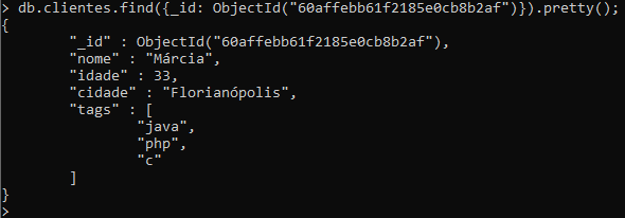 > db.clientes.find({_id: ObjectId("60affebb61f2185e0cb8b2af")}).pretty();
{
"_id" : ObjectId("60affebb61f2185e0cb8b2af"),
"nome" : "Márcia",
"idade" : 33,
"cidade" : "Florianópolis",
"tags" : [
"java",
"php",
"c"
]
}
>